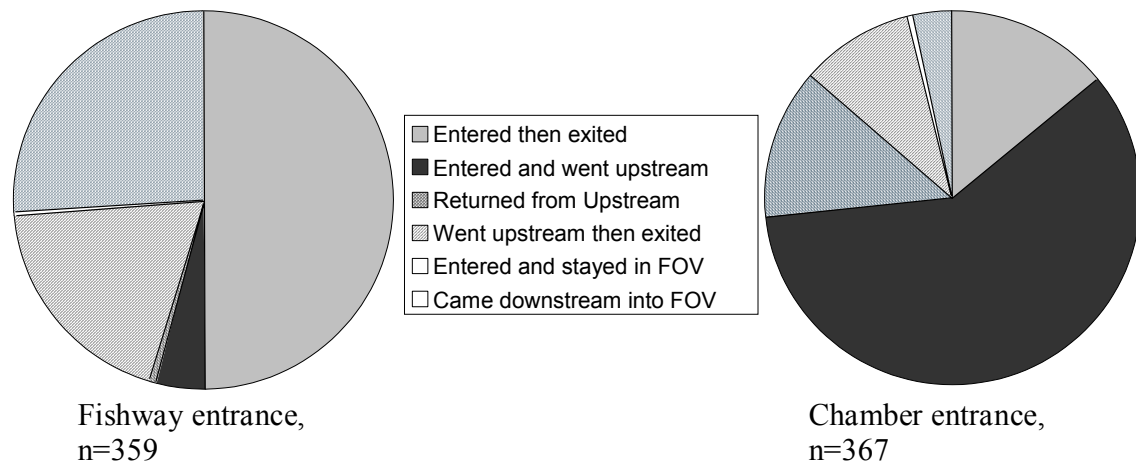 Entered then exited
Entered and went upstream
Returned from Upstream
Went upstream then exited
Entered and stayed in FOV
Came downstream into FOV
Fishway entrance,
n=359
Chamber entrance,
n=367